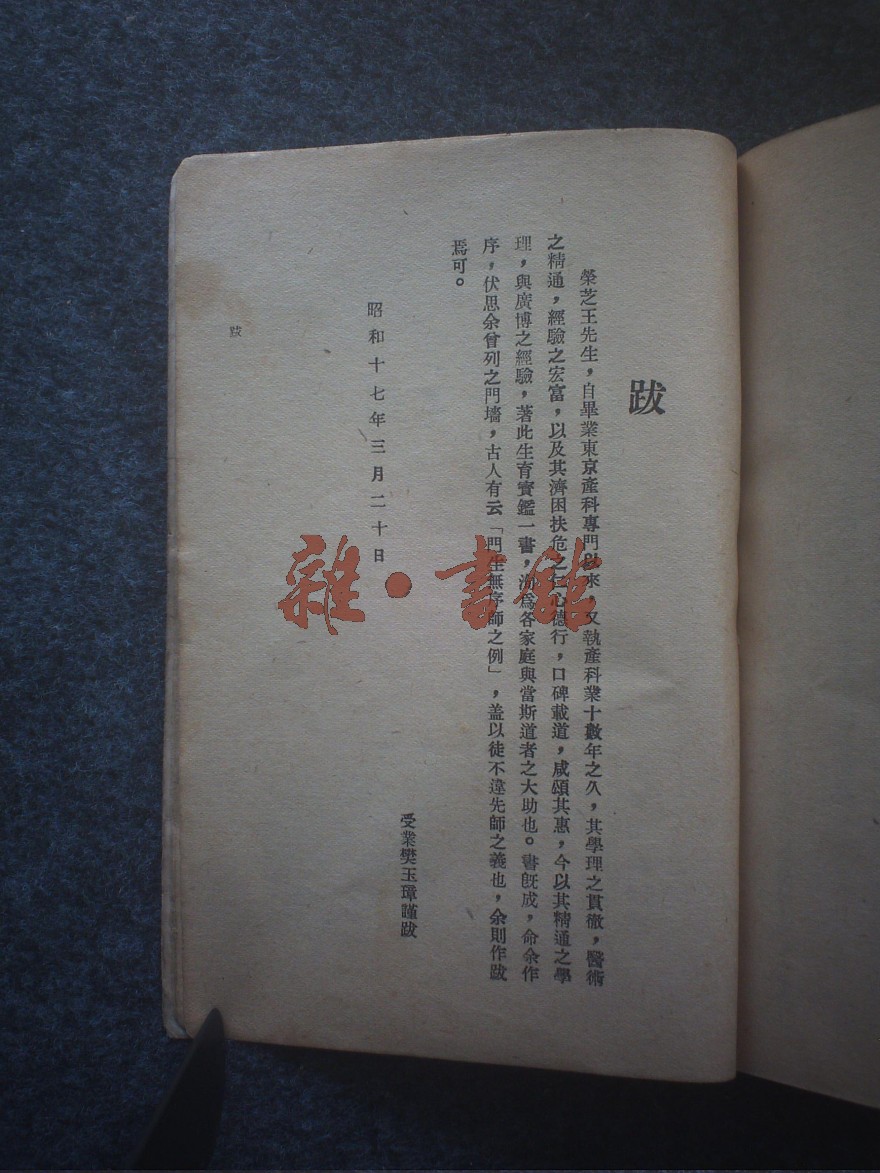 跋
榮芝王先生，自畢業東京產科專門以來，又執產科業十數年之久，其學理之貫徹，醫術
之精通，經驗之宏富，以及其濟困扶危之仁心德行，口碑載道，咸頌其惠，今以其精通之學
理，與廣博之經驗，著此生育寳鑑一書，洵為各家庭與當斯道者之大助也。書旣成，命余作
序，伏思余曾列之門墻，古人有云「門生無序師之例」，盖以徒不違先師之義也，余則作跋
焉可。
受業樊玉璋謹跋
昭和十七年三月二十日
跋
雜·書館